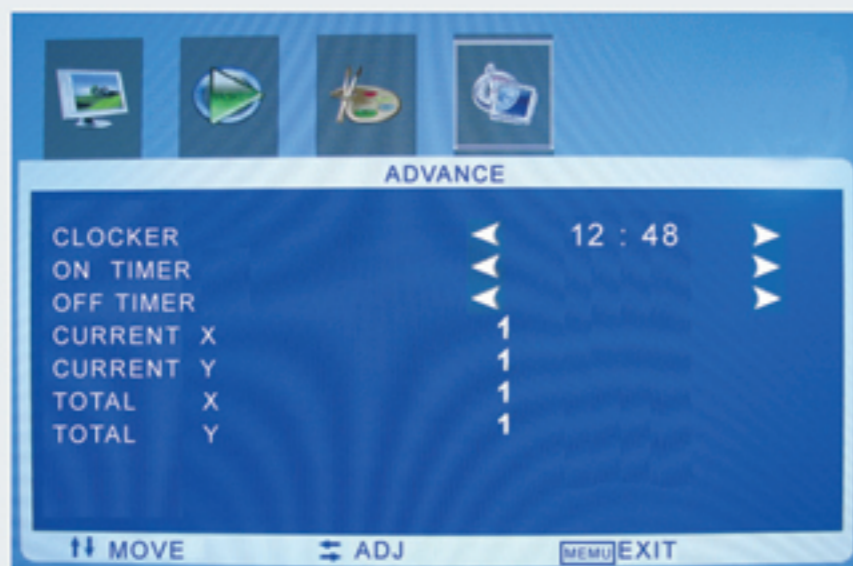 ADVANCE
CLOCKER 12 : 48
ON TIMER
OFF TIMER
CURRENT X 1
CURRENT Y 1
TOTAL X 1
TOTAL Y 1
MOVE ADJ MEMU EXIT